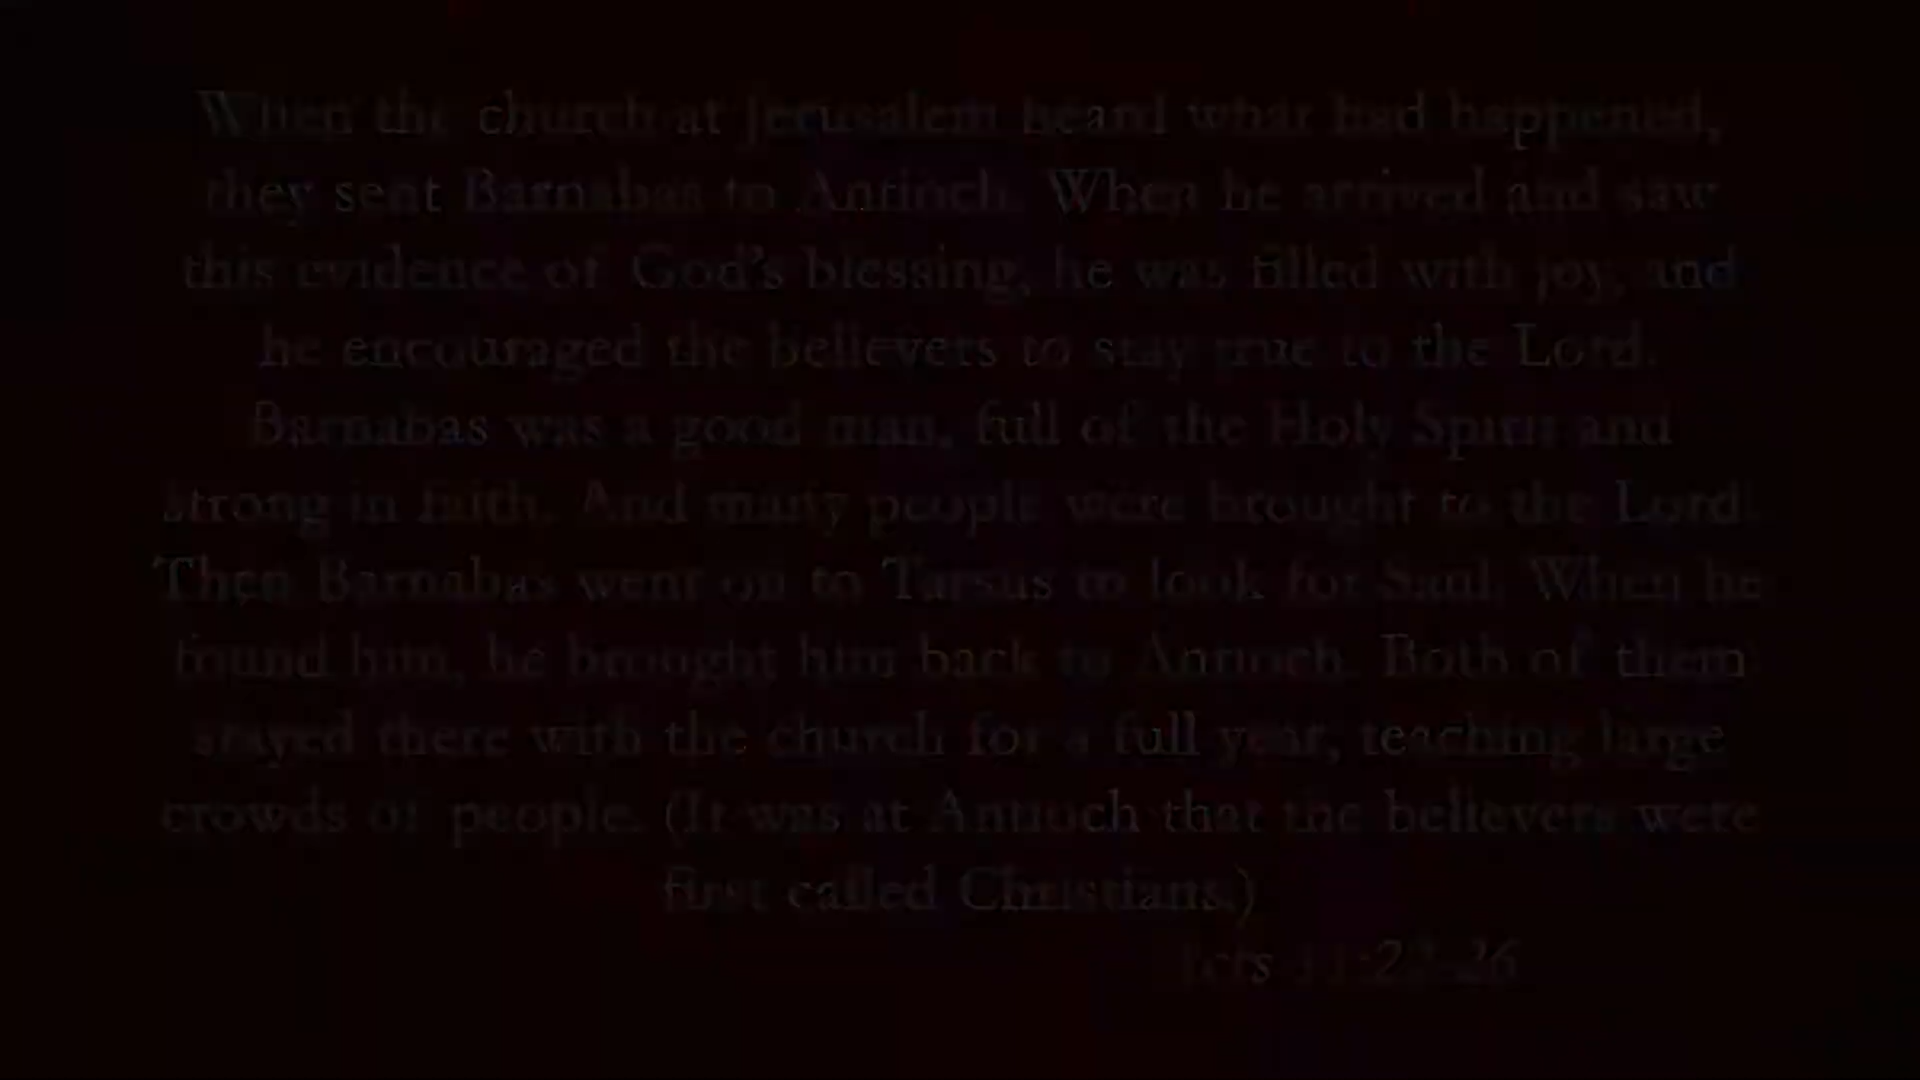 When the church at Jerusalem heard what had happened,
they sent Barnabas to Antioch. When he arrived and saw
this evidence of God's blessing, he was filled with joy, and
he encouraged the believers to stay true to the Lord.
Barnabas was a good man, full of the Holy Spirit and
strong in faith. And many people were brought to the Lord.
Then Barnabas went on to Tarsus to look for Saul. When he
found him, he brought him back to Antioch. Both of them
stayed there with the church for a full year, teaching large
crowds of people. (It was at Antioch that the believers were
first called Christians.)
Acts 11:22-26